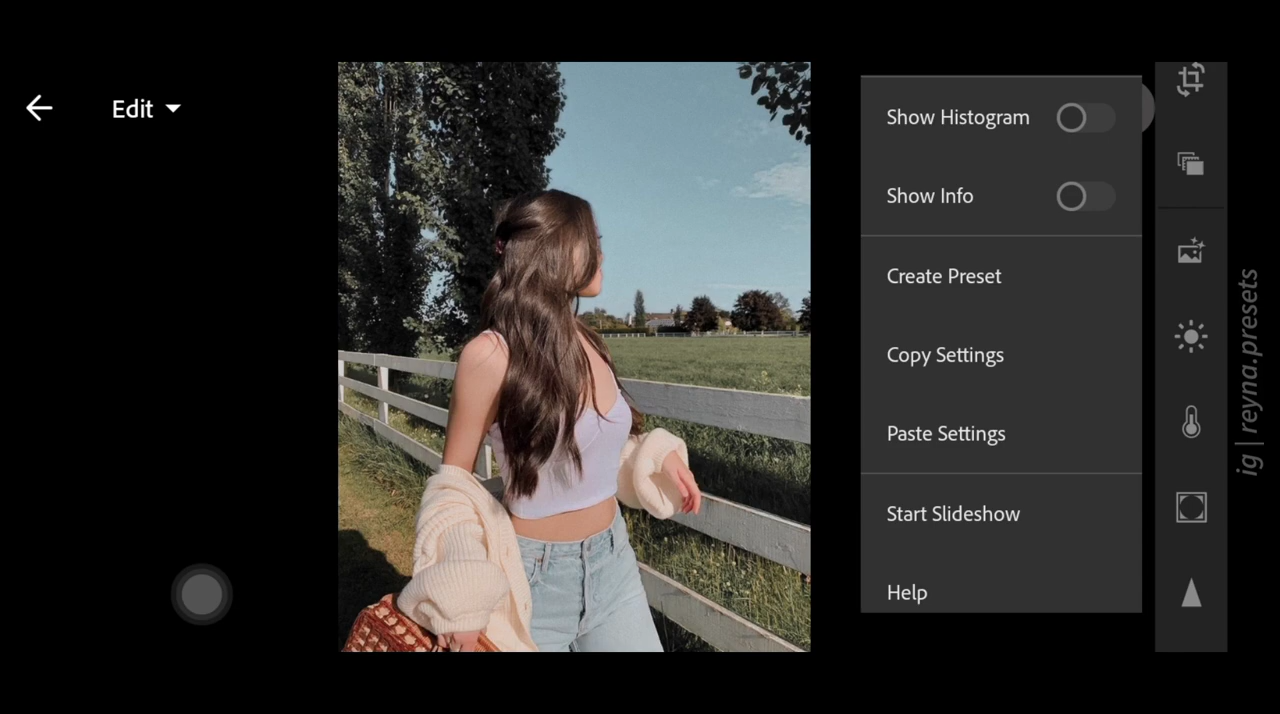 Edit
Show Histogram
Show Info
Create Preset
Copy Settings
Paste Settings
Start Slideshow
Help
ig | reyna.presets